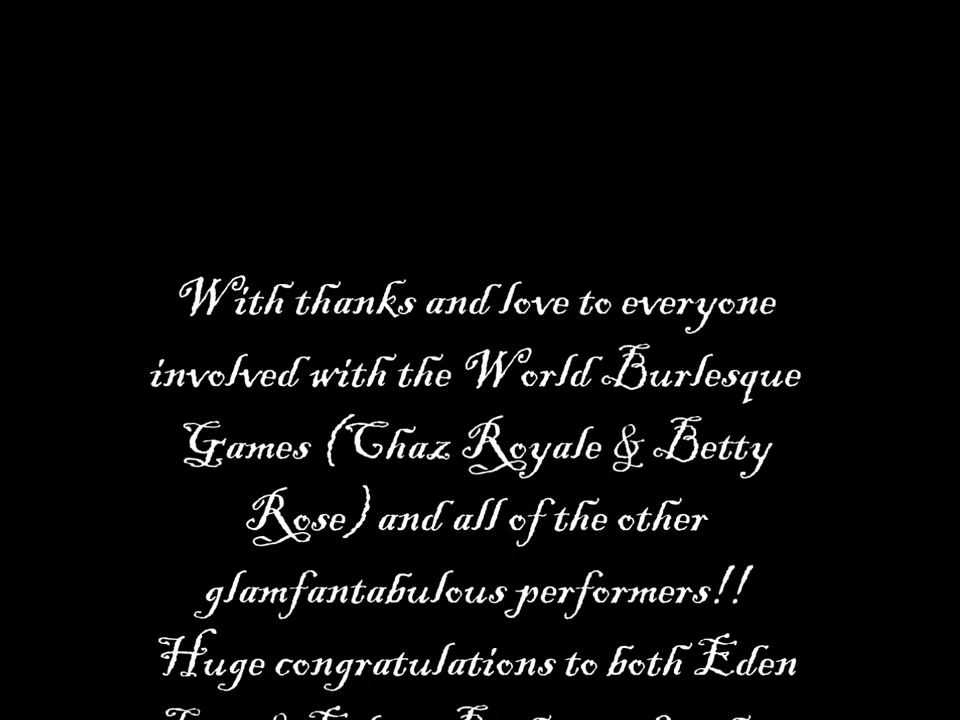 With thanks and love to everyone
involved with the World Burlesque
Games (Chaz Royale & Betty
Rose) and all of the other
glamfantabulous performers!!
Huge congratulations to both Eden